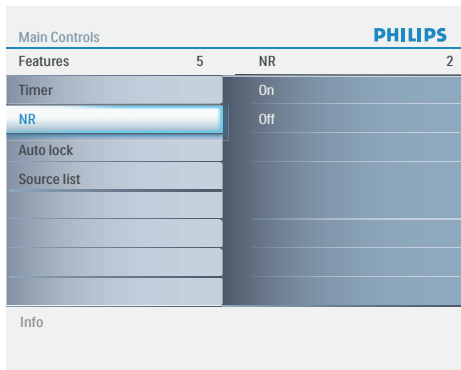 Main Controls PHILIPS
Features 5 NR 2
Timer On
NR Off
Auto lock
Source list
Info